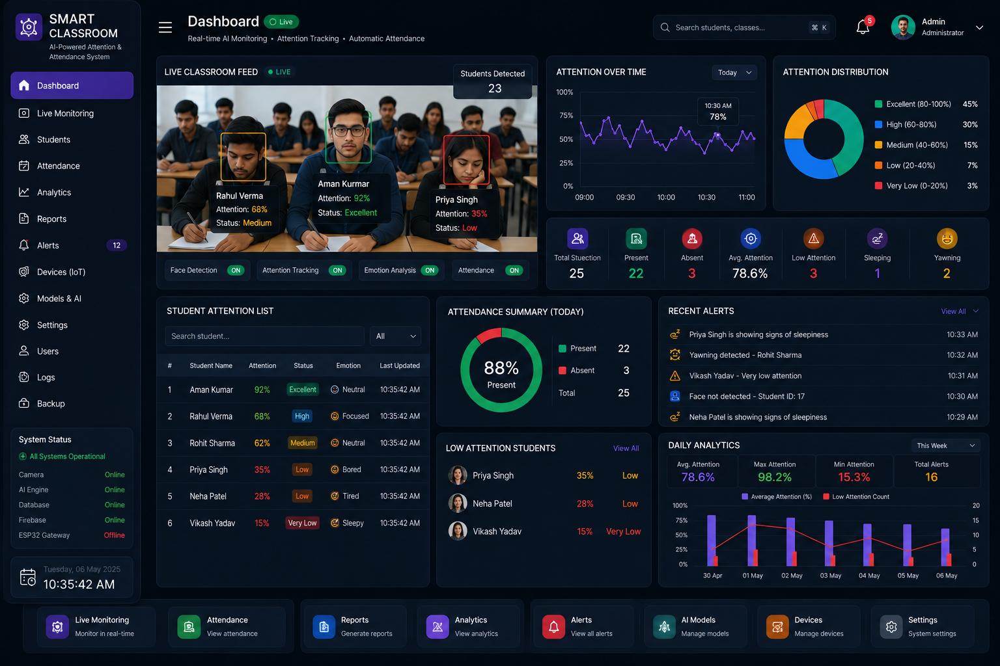 SMART
CLASSROOM
AI-Powered Attention &
Attendance System
Dashboard
Live Monitoring
Students
Attendance
Analytics
Reports
Alerts 12
Devices (IoT)
Models & AI
Settings
Users
Logs
Backup
System Status
All Systems Operational
Camera Online
AI Engine Online
Database Online
Firebase Online
ESP32 Gateway Offline
Tuesday, 06 May 2025
10:35:42 AM
Dashboard Live
Real-time AI Monitoring • Attention Tracking • Automatic Attendance
Search students, classes... ⌘ K
5
Admin
Administrator
LIVE CLASSROOM FEED LIVE
Students Detected
23
Rahul Verma
Attention: 68%
Status: Medium
Aman Kurmar
Attention: 92%
Status: Excellent
Priya Singh
Attention: 35%
Status: Low
Face Detection ON
Attention Tracking ON
Emotion Analysis ON
Attendance ON
ATTENTION OVER TIME Today
100%
75%
50%
25%
0%
10:30 AM
78%
09:00 09:30 10:00 10:30 11:00
ATTENTION DISTRIBUTION
Excellent (80-100%) 45%
High (60-80%) 30%
Medium (40-60%) 15%
Low (20-40%) 7%
Very Low (0-20%) 3%
Total Stuection
25
Present
22
Absent
3
Avg. Attention
78.6%
Low Attention
3
Sleeping
1
Yawning
2
STUDENT ATTENTION LIST
Search student... All
# Student Name Attention Status Emotion Last Updated
1 Aman Kumar 92% Excellent Neutral 10:35:42 AM
2 Rahul Verma 68% High Focused 10:35:42 AM
3 Rohit Sharma 62% Medium Neutral 10:35:42 AM
4 Priya Singh 35% Low Bored 10:35:42 AM
5 Neha Patel 28% Low Tired 10:35:42 AM
6 Vikash Yadav 15% Very Low Sleepy 10:35:42 AM
ATTENDANCE SUMMARY (TODAY)
88%
Present
Present 22
Absent 3
Total 25
RECENT ALERTS View All
Priya Singh is showing signs of sleepiness 10:33 AM
Yawning detected - Rohit Sharma 10:32 AM
Vikash Yadav - Very low attention 10:31 AM
Face not detected - Student ID: 17 10:30 AM
Neha Patel is showing signs of sleepiness 10:29 AM
LOW ATTENTION STUDENTS View All
Priya Singh 35% Low
Neha Patel 28% Low
Vikash Yadav 15% Very Low
DAILY ANALYTICS This Week
Avg. Attention
78.6%
Max Attention
98.2%
Min Attention
15.3%
Total Alerts
16
Average Attention (%) Low Attention Count
100% 20
75% 15
50% 10
25% 5
0% 0
30 Apr 01 May 02 May 03 May 04 May 05 May 06 May
Live Monitoring
Monitor in real-time
Attendance
View attendance
Reports
Generate reports
Analytics
View analytics
Alerts
View all alerts
AI Models
Manage models
Devices
Manage devices
Settings
System settings